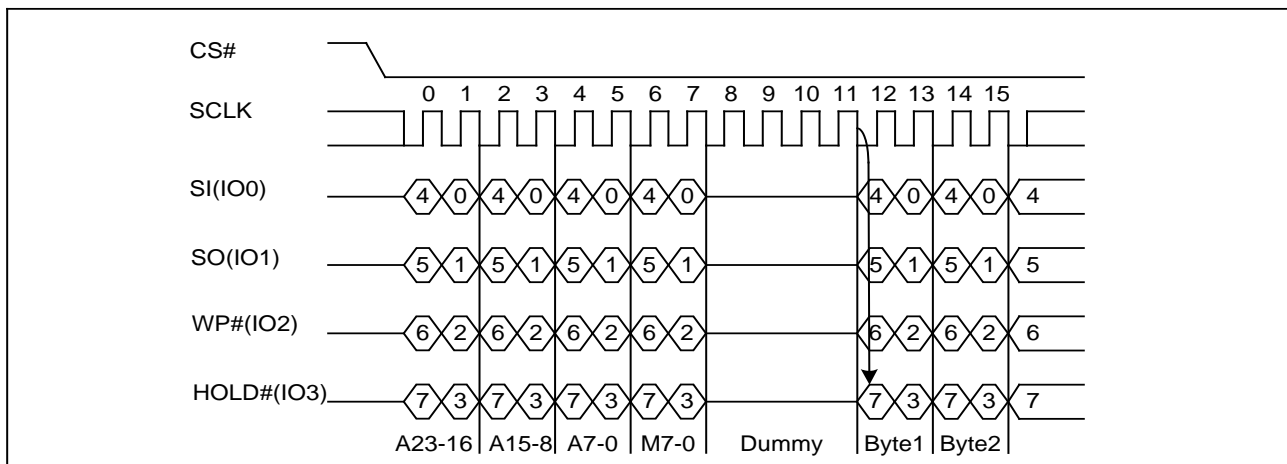 CS#
0 1 2 3 4 5 6 7 8 9 10 11 12 13 14 15
SCLK
SI(IO0) 4 0 4 0 4 0 4 0 4 0 4 0 4
SO(IO1) 5 1 5 1 5 1 5 1 5 1 5 1 5
WP#(IO2) 6 2 6 2 6 2 6 2 6 2 6 2 6
HOLD#(IO3) 7 3 7 3 7 3 7 3 7 3 7 3 7
A23-16 A15-8 A7-0 M7-0 Dummy Byte1 Byte2